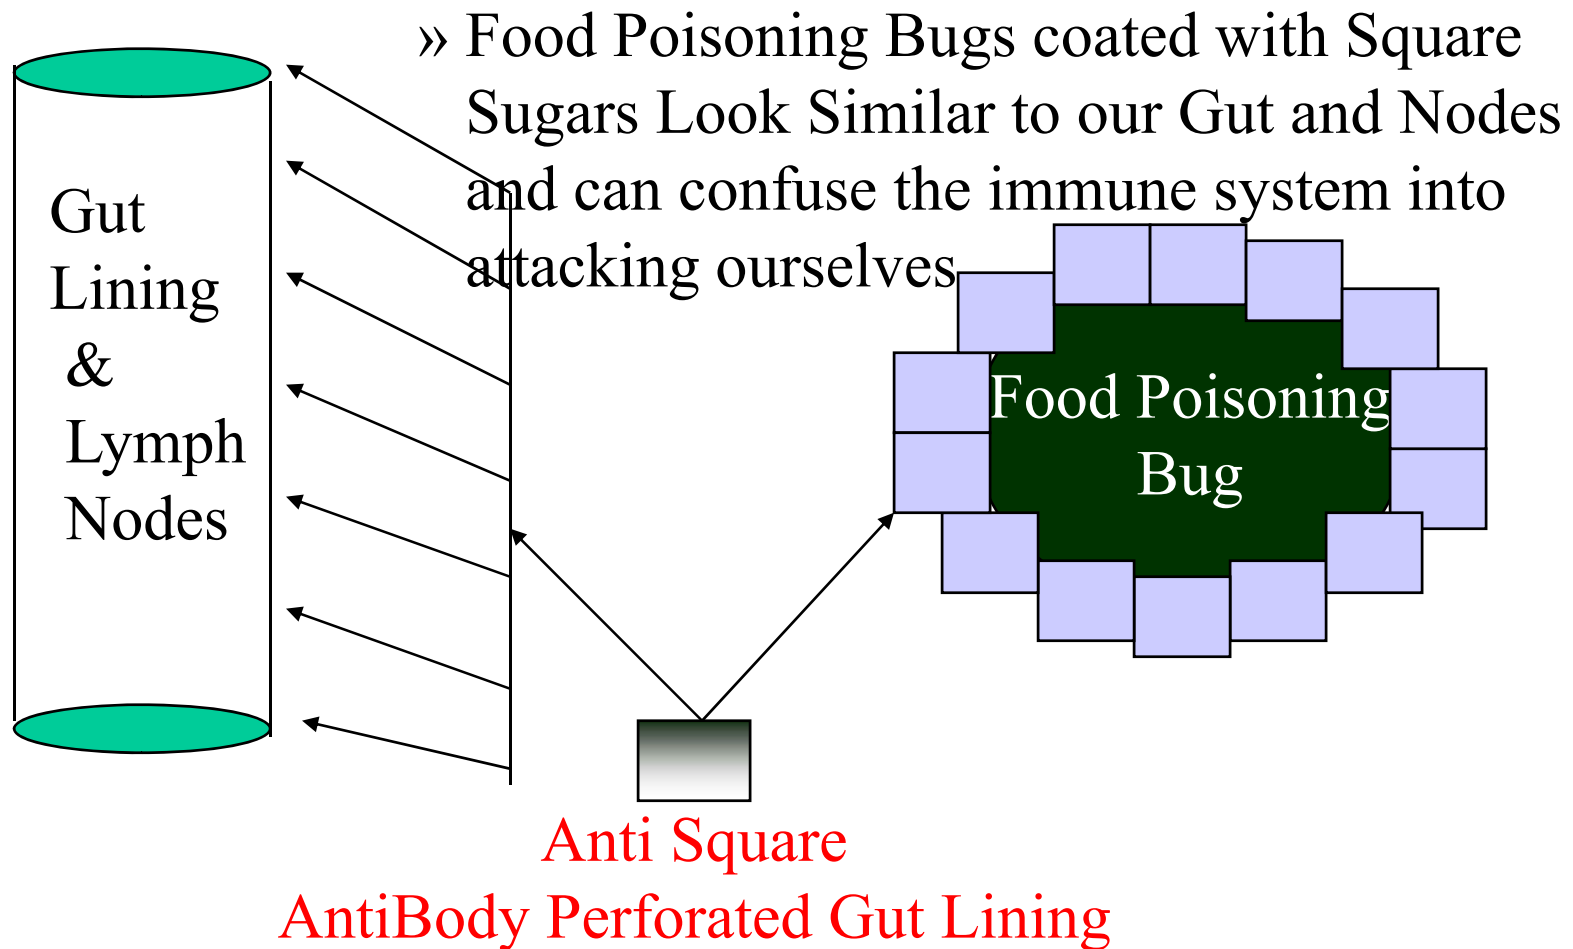 » Food Poisoning Bugs coated with Square
Sugars Look Similar to our Gut and Nodes
and can confuse the immune system into
attacking ourselves
Gut
Lining
&
Lymph
Nodes
Food Poisoning
Bug
Anti Square
AntiBody Perforated Gut Lining